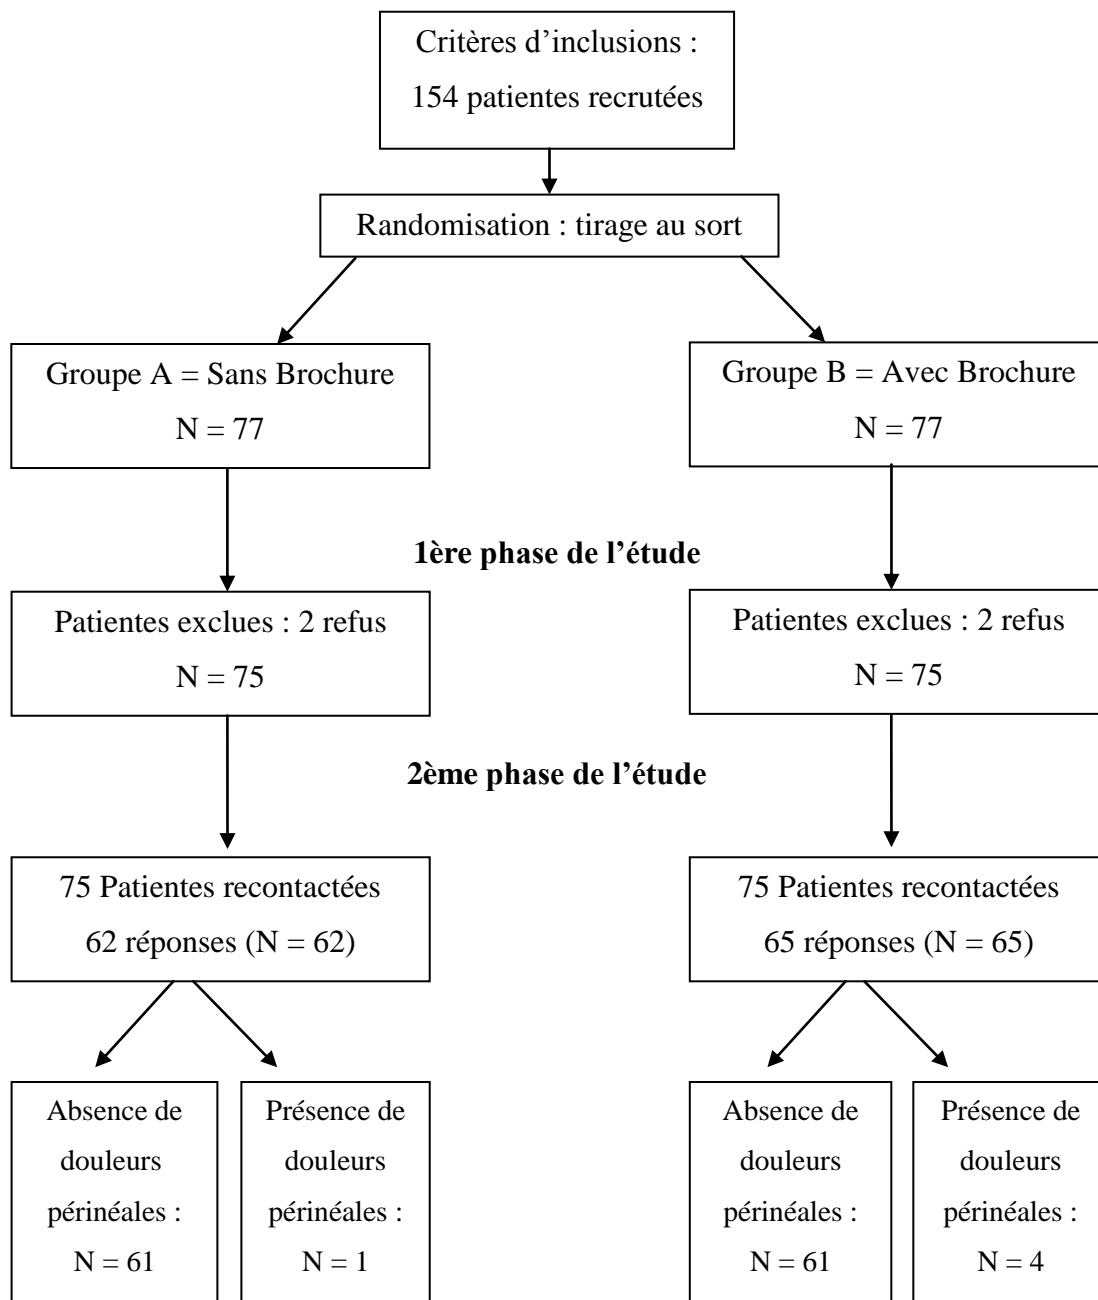 Critères d’inclusions :
154 patientes recrutées
Randomisation : tirage au sort
Groupe A = Sans Brochure
N = 77
Groupe B = Avec Brochure
N = 77
1ère phase de l’étude
Patientes exclues : 2 refus
N = 75
Patientes exclues : 2 refus
N = 75
2ème phase de l’étude
75 Patientes recontactées
62 réponses (N = 62)
75 Patientes recontactées
65 réponses (N = 65)
Absence de
douleurs
périnéales :
N = 61
Présence de
douleurs
périnéales :
N = 1
Absence de
douleurs
périnéales :
N = 61
Présence de
douleurs
périnéales :
N = 4